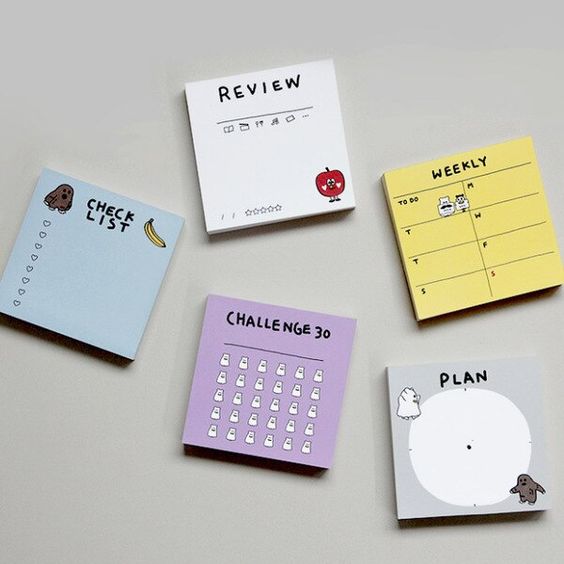 REVIEW
...
/ /
CHECK
LIST
WEEKLY
TO DO
M
T
W
T
F
S
S
CHALLENGE 30
PLAN